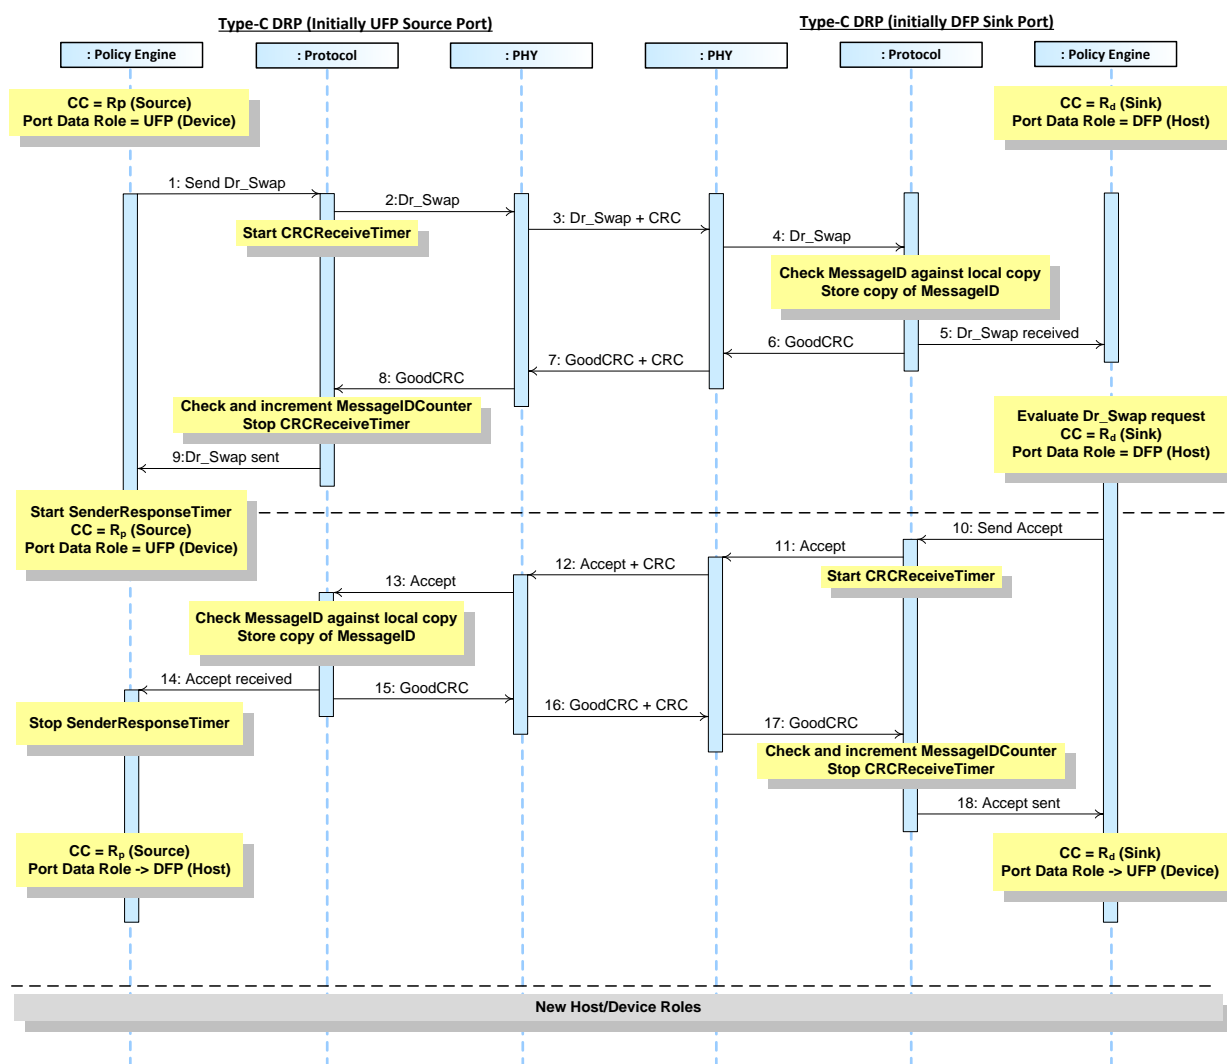 Type-C DRP (Initially UFP Source Port)
Type-C DRP (initially DFP Sink Port)
: Policy Engine
: Protocol
: PHY
: PHY
: Protocol
: Policy Engine
CC = Rp (Source)
Port Data Role = UFP (Device)
CC = Rd (Sink)
Port Data Role = DFP (Host)
1: Send Dr_Swap
2:Dr_Swap
Start CRCReceiveTimer
3: Dr_Swap + CRC
4: Dr_Swap
Check MessageID against local copy
Store copy of MessageID
5: Dr_Swap received
6: GoodCRC
7: GoodCRC + CRC
8: GoodCRC
Check and increment MessageIDCounter
Stop CRCReceiveTimer
9:Dr_Swap sent
Evaluate Dr_Swap request
CC = Rd (Sink)
Port Data Role = DFP (Host)
Start SenderResponseTimer
CC = Rp (Source)
Port Data Role = UFP (Device)
10: Send Accept
11: Accept
Start CRCReceiveTimer
12: Accept + CRC
13: Accept
Check MessageID against local copy
Store copy of MessageID
14: Accept received
15: GoodCRC
Stop SenderResponseTimer
16: GoodCRC + CRC
17: GoodCRC
Check and increment MessageIDCounter
Stop CRCReceiveTimer
18: Accept sent
CC = Rp (Source)
Port Data Role -> DFP (Host)
CC = Rd (Sink)
Port Data Role -> UFP (Device)
New Host/Device Roles